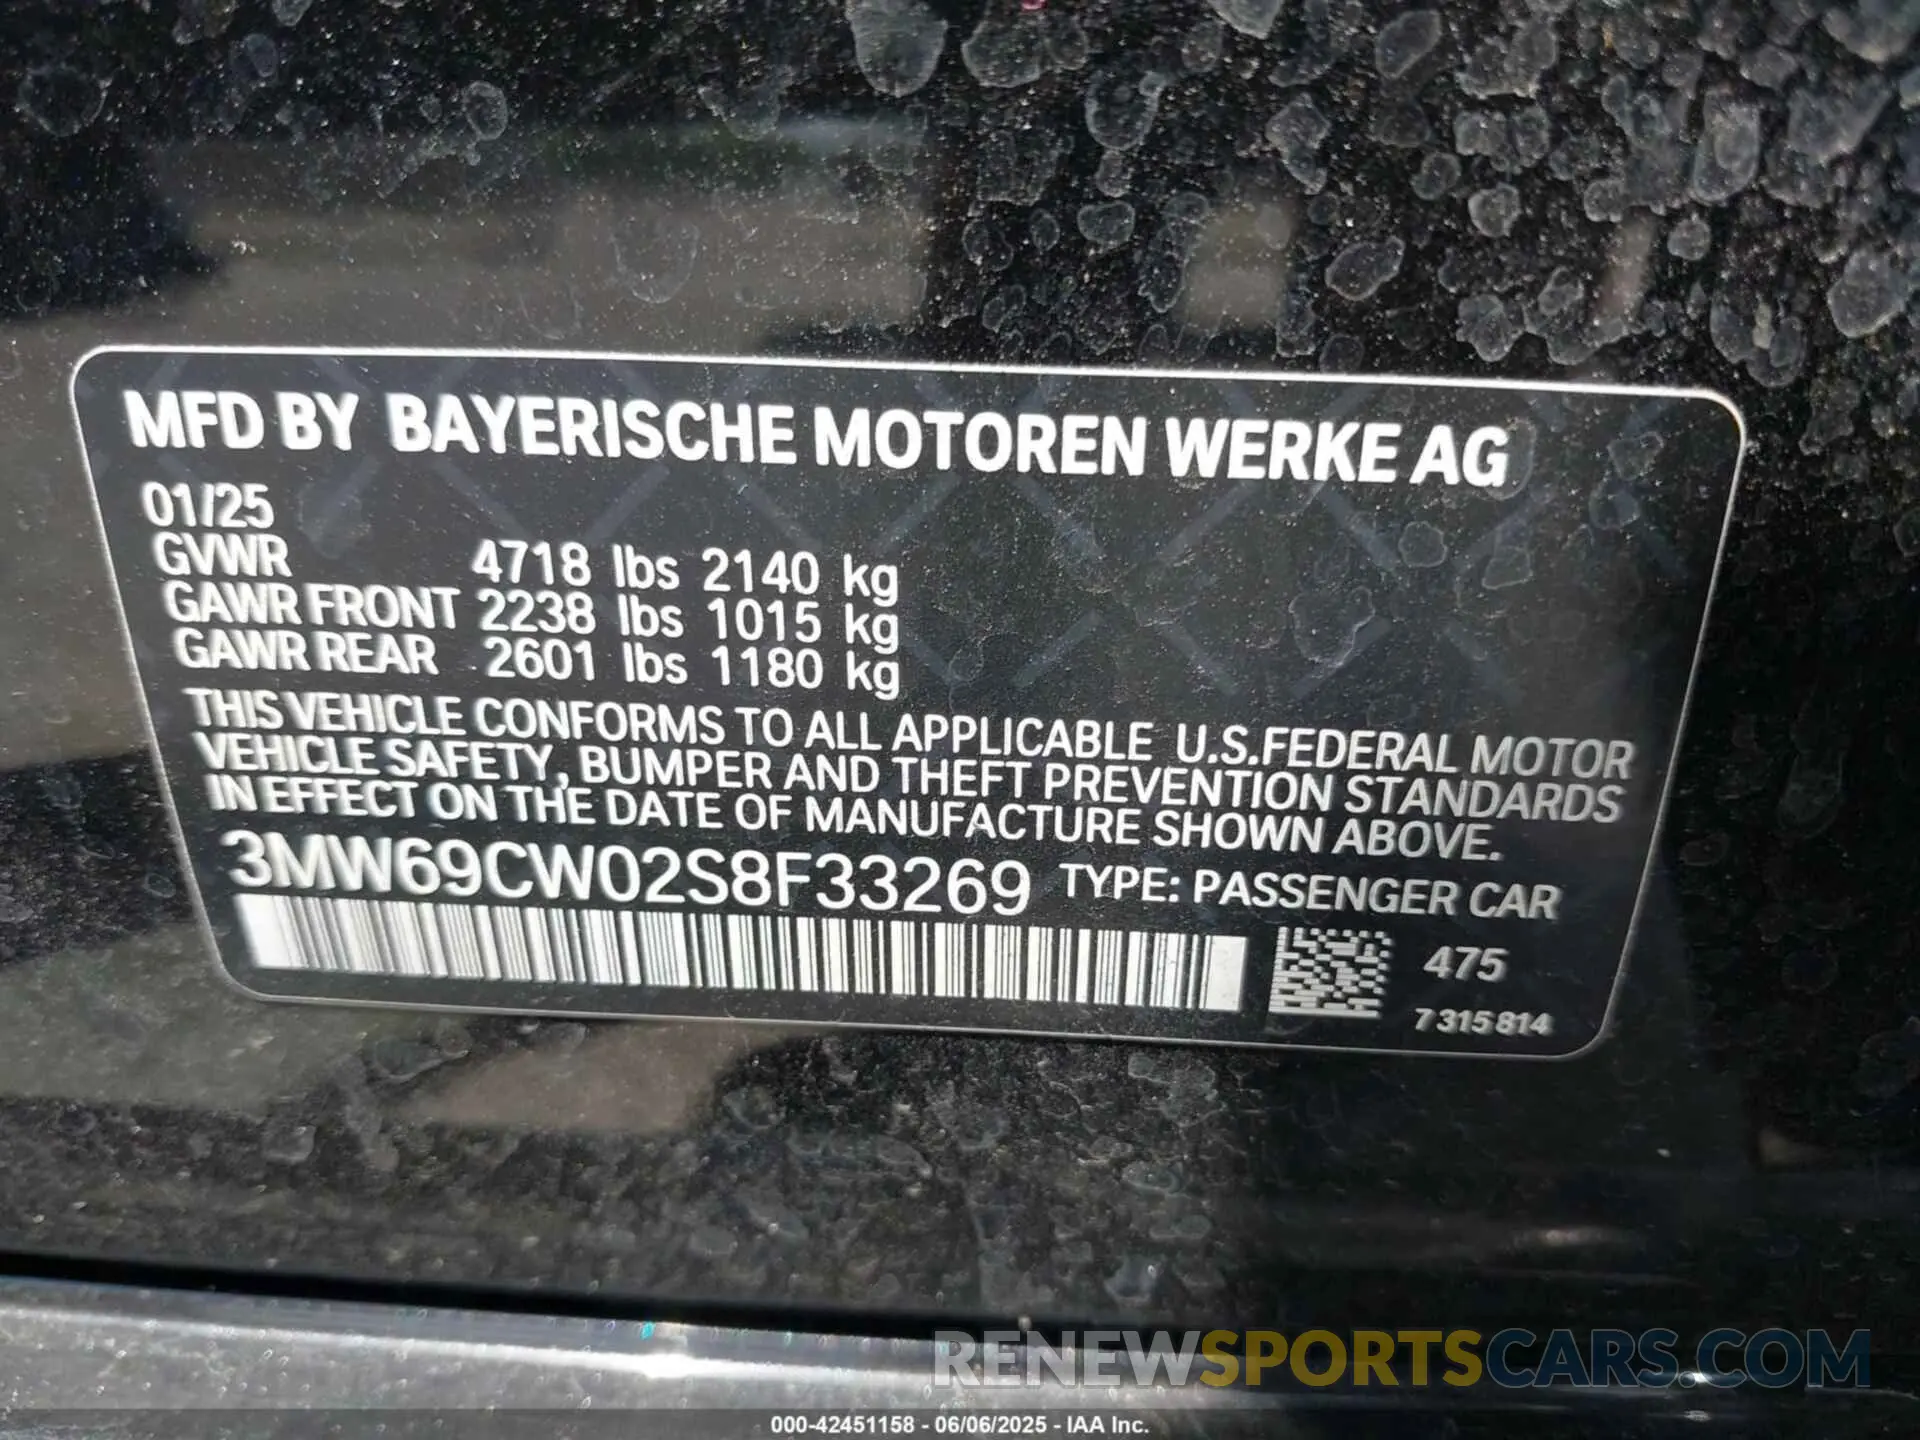 MFD BY BAYERISCHE MOTOREN WERKE AG
01/25
GVWR 4718 lbs 2140 kg
GAWR FRONT 2238 lbs 1015 kg
GAWR REAR 2601 lbs 1180 kg
THIS VEHICLE CONFORMS TO ALL APPLICABLE U.S.FEDERAL MOTOR
VEHICLE SAFETY, BUMPER AND THEFT PREVENTION STANDARDS
IN EFFECT ON THE DATE OF MANUFACTURE SHOWN ABOVE.
3MW69CW02S8F33269 TYPE: PASSENGER CAR
475
7 315 814
RENEWSPORTSCARS.COM
000-42451158 - 06/06/2025 - IAA Inc.